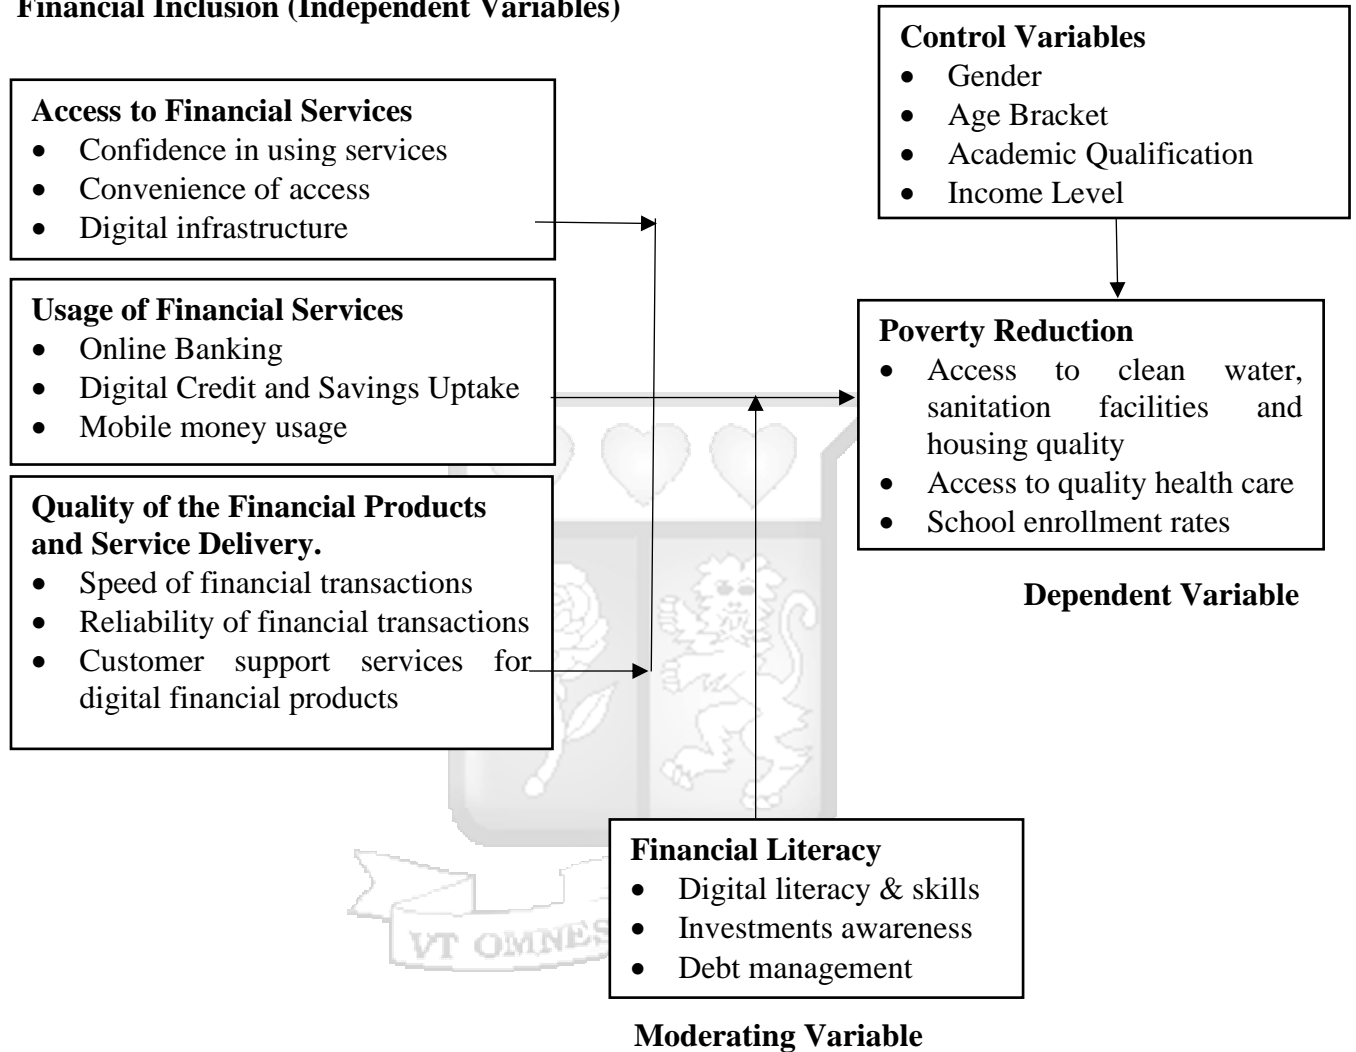 Financial Inclusion (Independent Variables)
Control Variables
• Gender
• Age Bracket
• Academic Qualification
• Income Level
Access to Financial Services
• Confidence in using services
• Convenience of access
• Digital infrastructure
Usage of Financial Services
• Online Banking
• Digital Credit and Savings Uptake
• Mobile money usage
Poverty Reduction
• Access to clean water,
sanitation facilities and
housing quality
• Access to quality health care
• School enrollment rates
Dependent Variable
Quality of the Financial Products
and Service Delivery.
• Speed of financial transactions
• Reliability of financial transactions
• Customer support services for
digital financial products
Financial Literacy
• Digital literacy & skills
• Investments awareness
• Debt management
Moderating Variable
VT OMNES